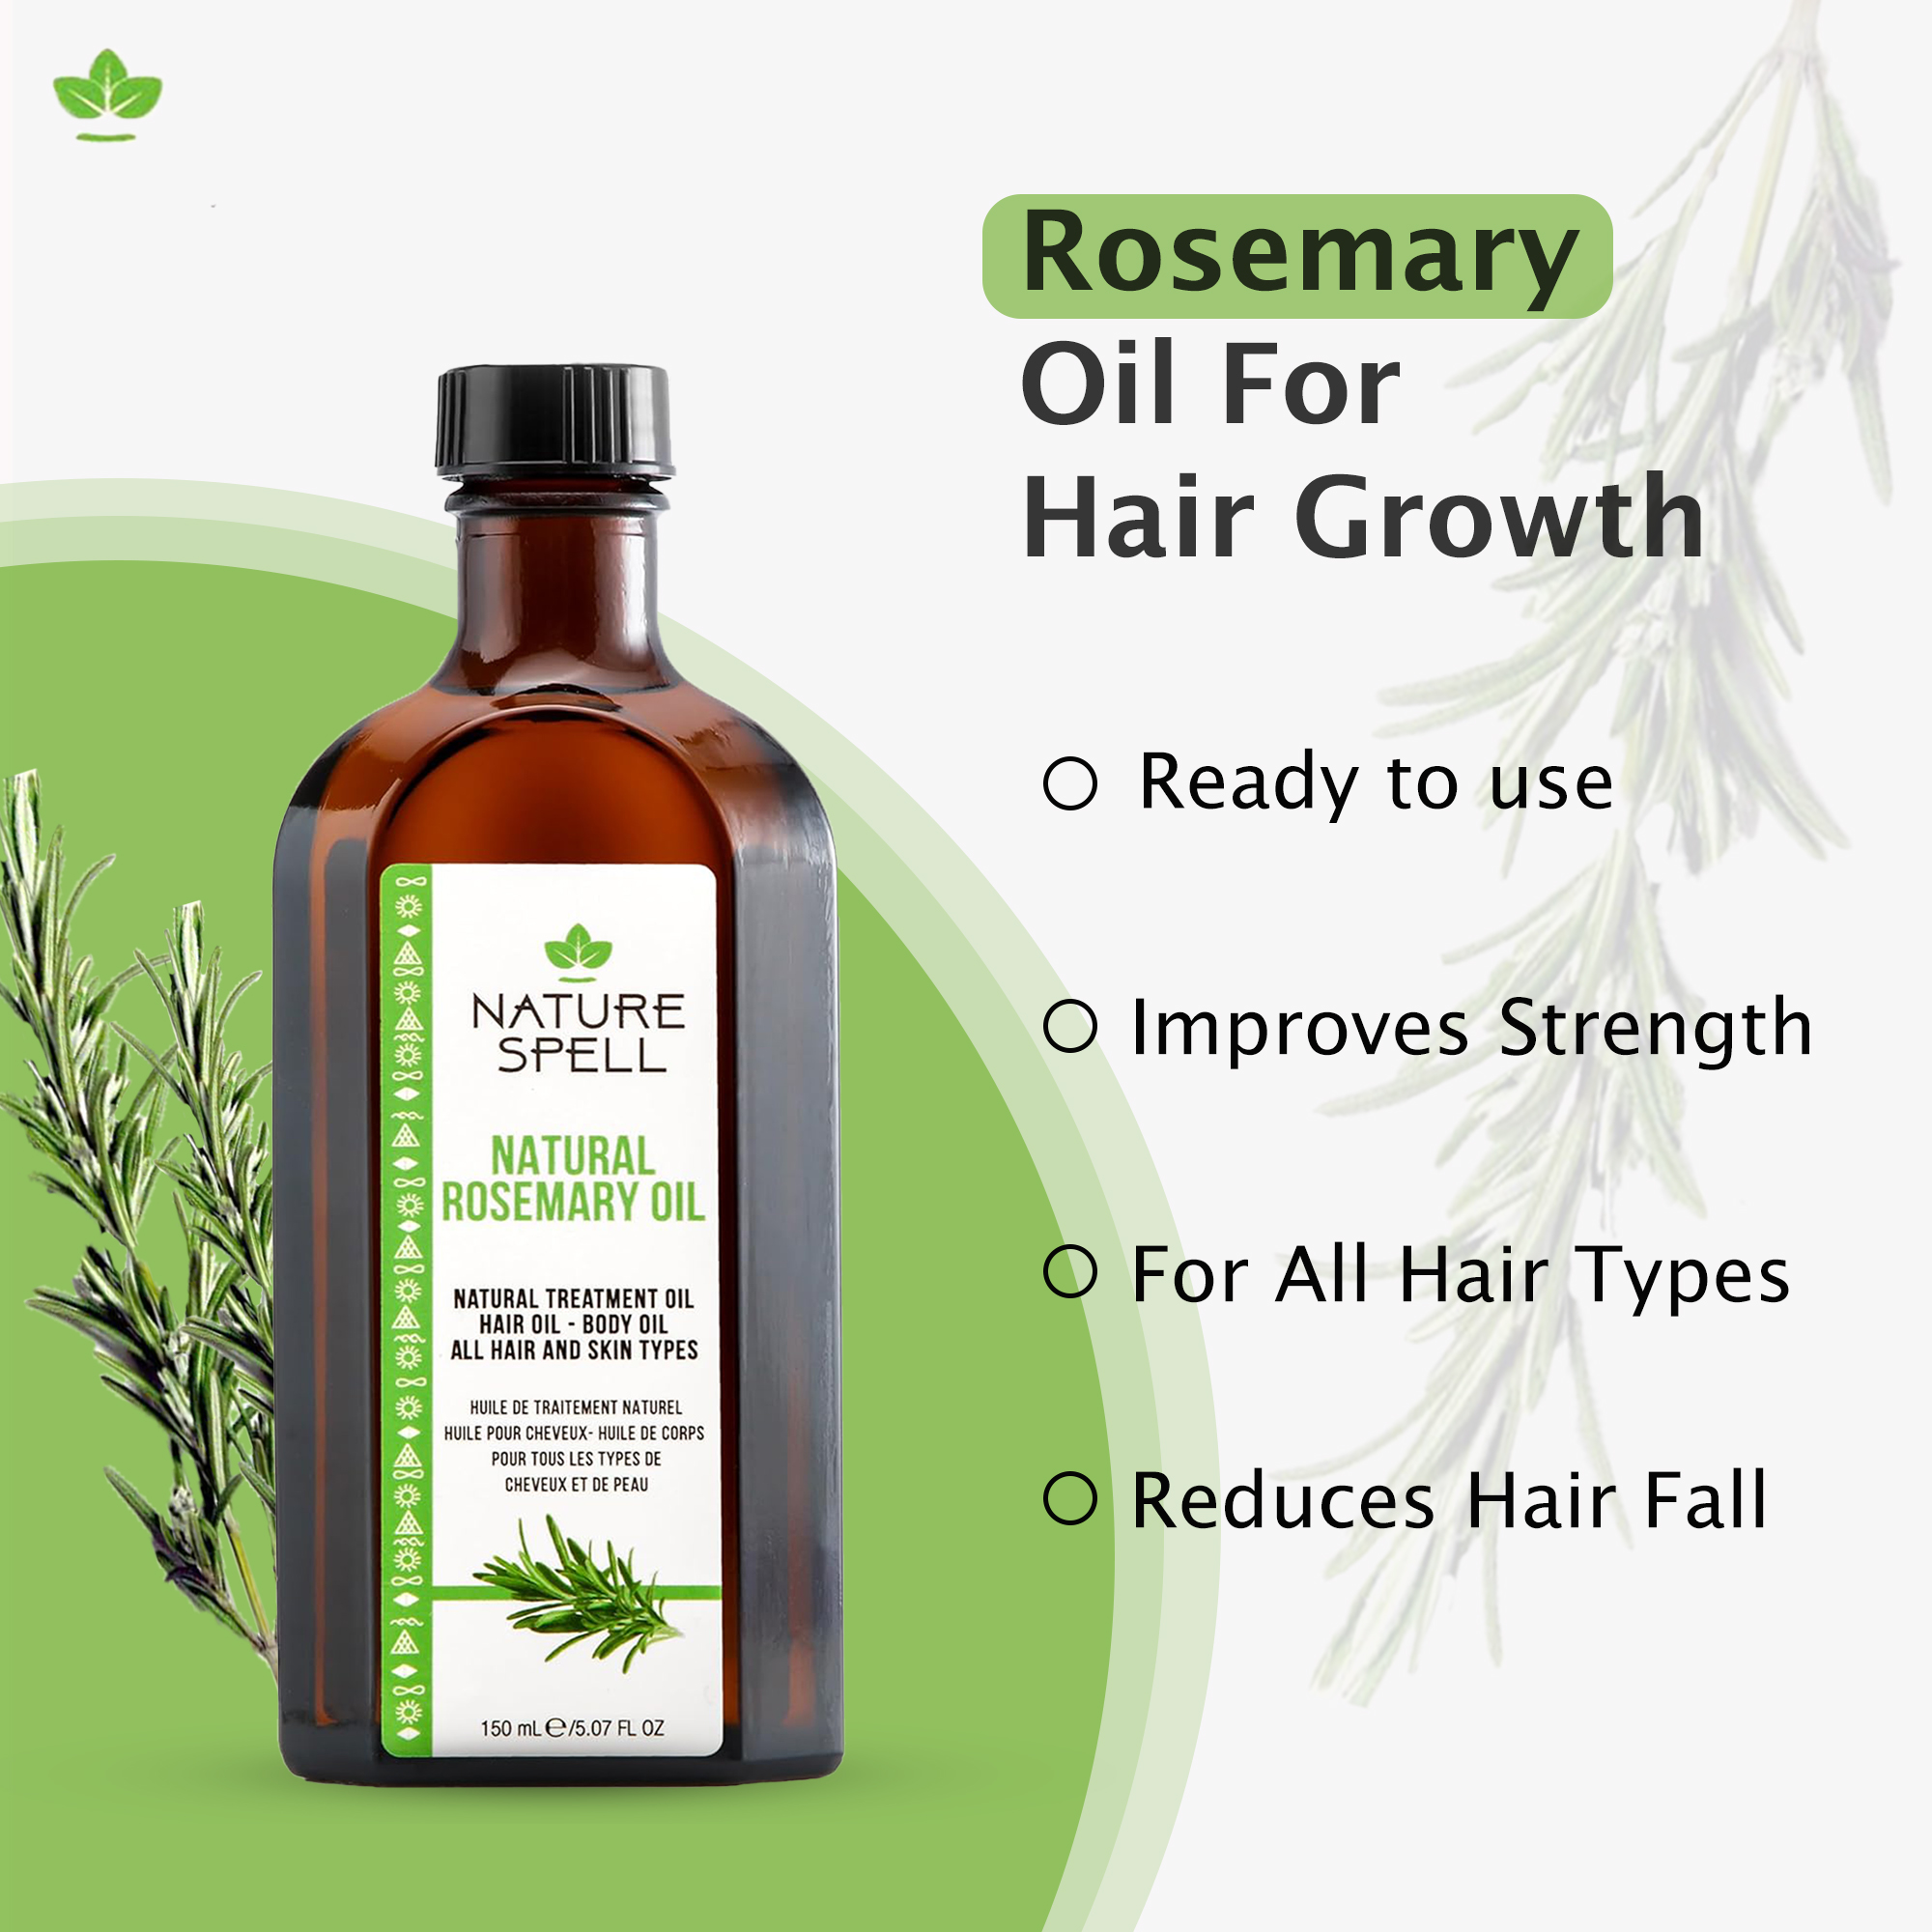 Rosemary
Oil For
Hair Growth
Ready to use
Improves Strength
For All Hair Types
Reduces Hair Fall
NATURE
SPELL
NATURAL
ROSEMARY OIL
NATURAL TREATMENT OIL
HAIR OIL - BODY OIL
ALL HAIR AND SKIN TYPES
HUILE DE TRAITEMENT NATUREL
HUILE POUR CHEVEUX- HUILE DE CORPS
POUR TOUS LES TYPES DE
CHEVEUX ET DE PEAU
150 mL℮/5.07 FL OZ